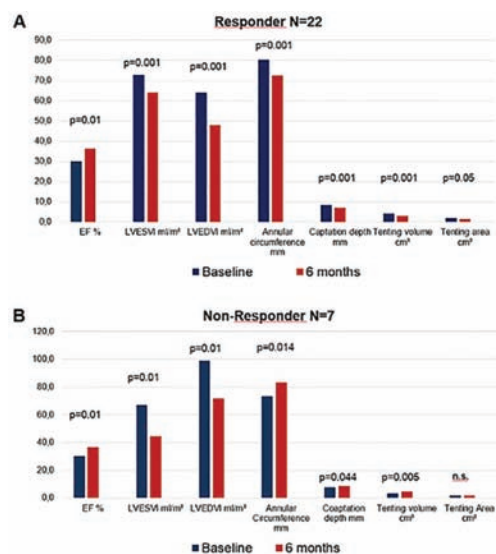 A
Responder N=22
90,0
80,0
70,0
60,0
50,0
40,0
30,0
20,0
10,0
0,0
p=0.01
p=0.001
p=0.001
p=0.001
p=0.001
p=0.001
p=0.05
EF %
LVESVI ml/m²
LVEDVI ml/m²
Annular
circumference
mm
Captation depth
mm
Tenting volume
cm³
Tenting area
cm²
Baseline
6 months
B
Non-Responder N=7
120,0
100,0
80,0
60,0
40,0
20,0
0,0
p=0.01
p=0.01
p=0.01
p=0.014
p=0.044
p=0.005
n.s.
EF %
LVESVI ml/m²
LVEDVI ml/m²
Annular
Circumference
mm
Coaptation
depth mm
Tenting volume
cm³
Tenting Area
cm²
Baseline
6 months